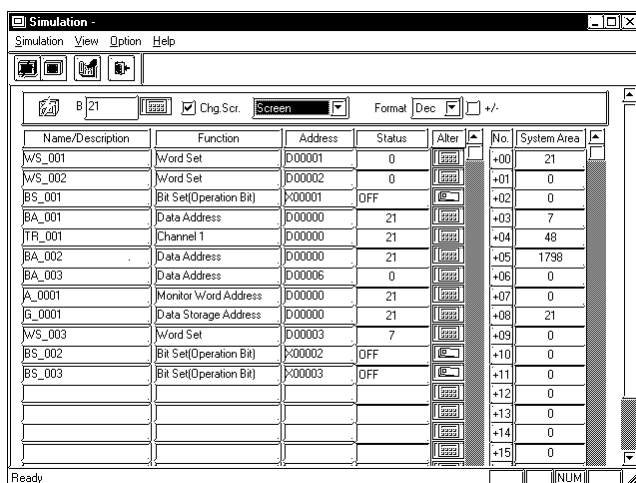 Simulation -
Simulation View Option Help
B 21 Chg.Scr. Screen Format Dec +/-
Name/Description Function Address Status Alter No. System Area
WS_001 Word Set D00001 0 +00 21
WS_002 Word Set D00002 0 +01 0
BS_001 Bit Set(Operation Bit) X00001 OFF +02 0
BA_001 Data Address D00000 21 +03 7
TR_001 Channel 1 D00000 21 +04 48
BA_002 Data Address D00000 21 +05 1798
BA_003 Data Address D00006 0 +06 0
A_0001 Monitor Word Address D00000 21 +07 0
G_0001 Data Storage Address D00000 21 +08 21
WS_003 Word Set D00003 7 +09 0
BS_002 Bit Set(Operation Bit) X00002 OFF +10 0
BS_003 Bit Set(Operation Bit) X00003 OFF +11 0
+12 0
+13 0
+14 0
+15 0
Ready NUM